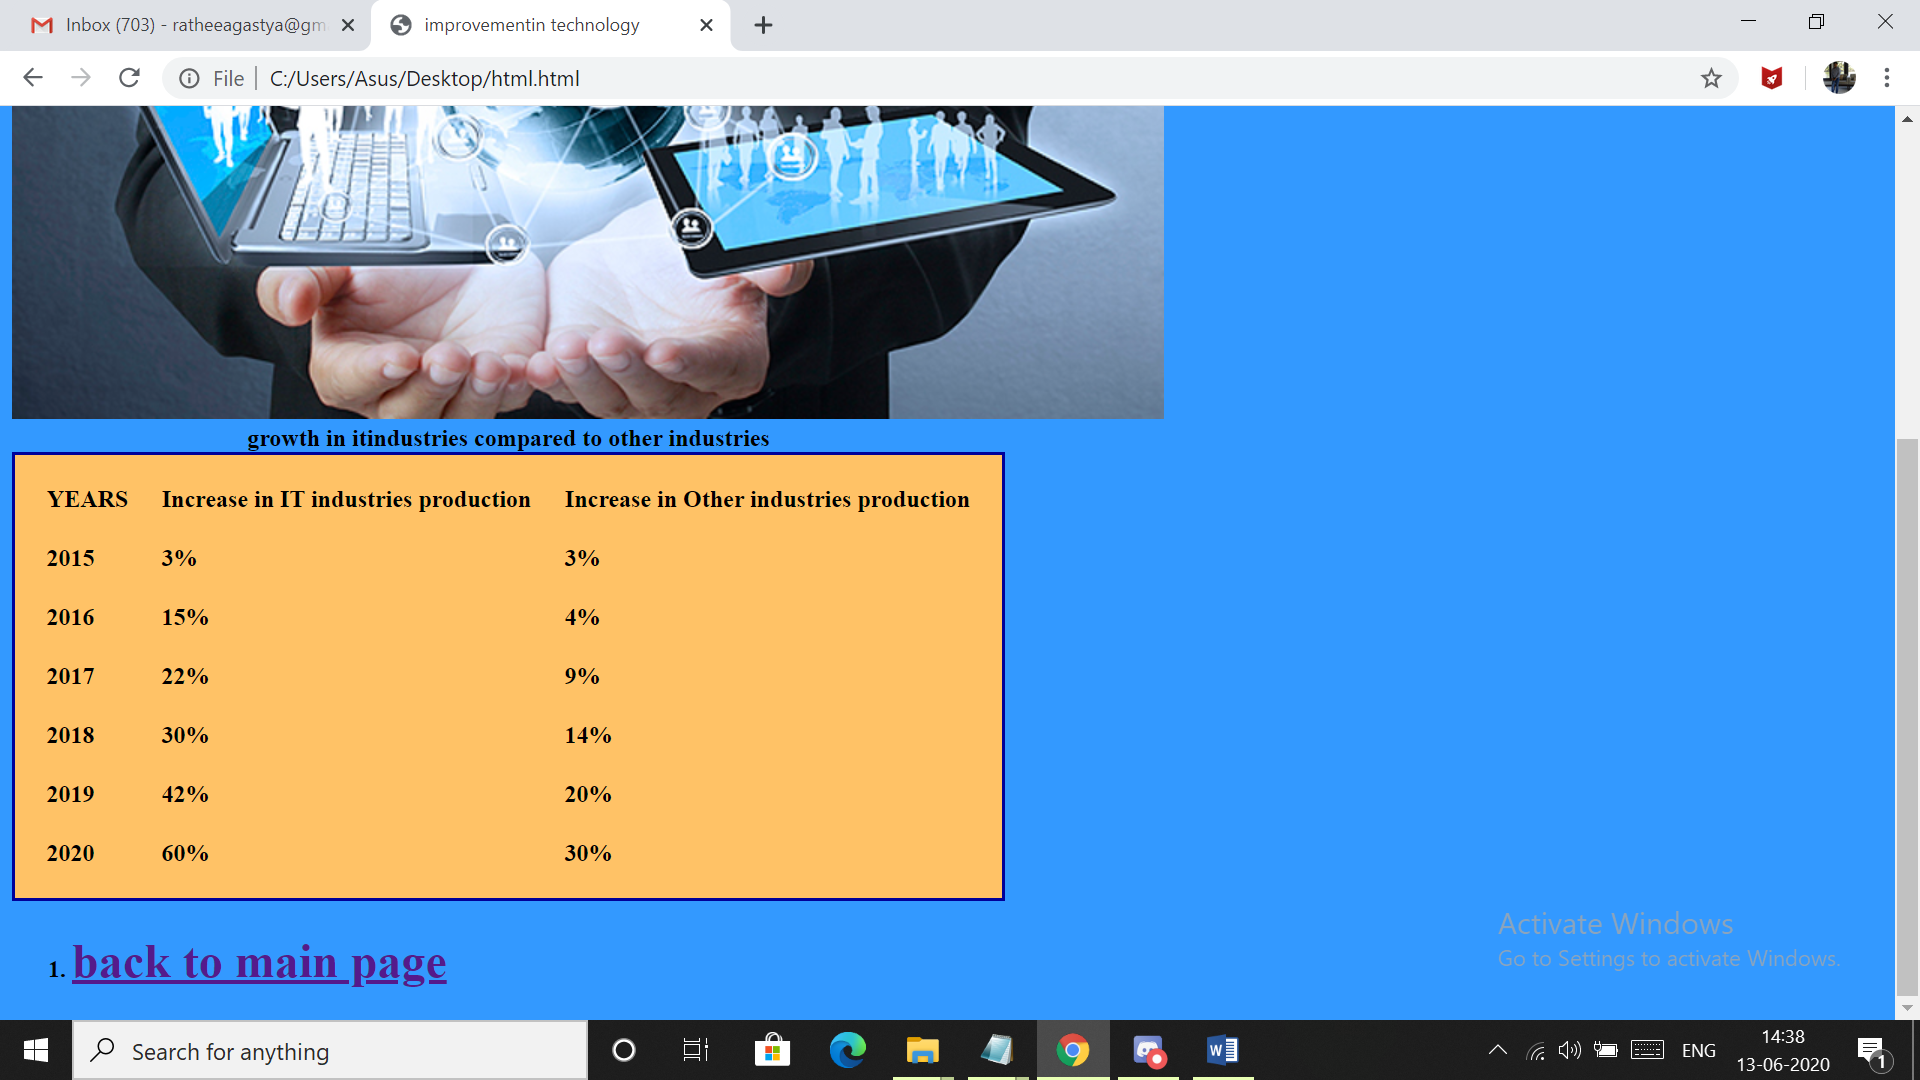 Inbox (703) - ratheeagastya@gm
improvementin technology
File
C:/Users/Asus/Desktop/html.html
growth in itindustries compared to other industries
YEARS Increase in IT industries production Increase in Other industries production
2015 3% 3%
2016 15% 4%
2017 22% 9%
2018 30% 14%
2019 42% 20%
2020 60% 30%
1. back to main page
Activate Windows
Go to Settings to activate Windows.
Search for anything
ENG
14:38
13-06-2020
1